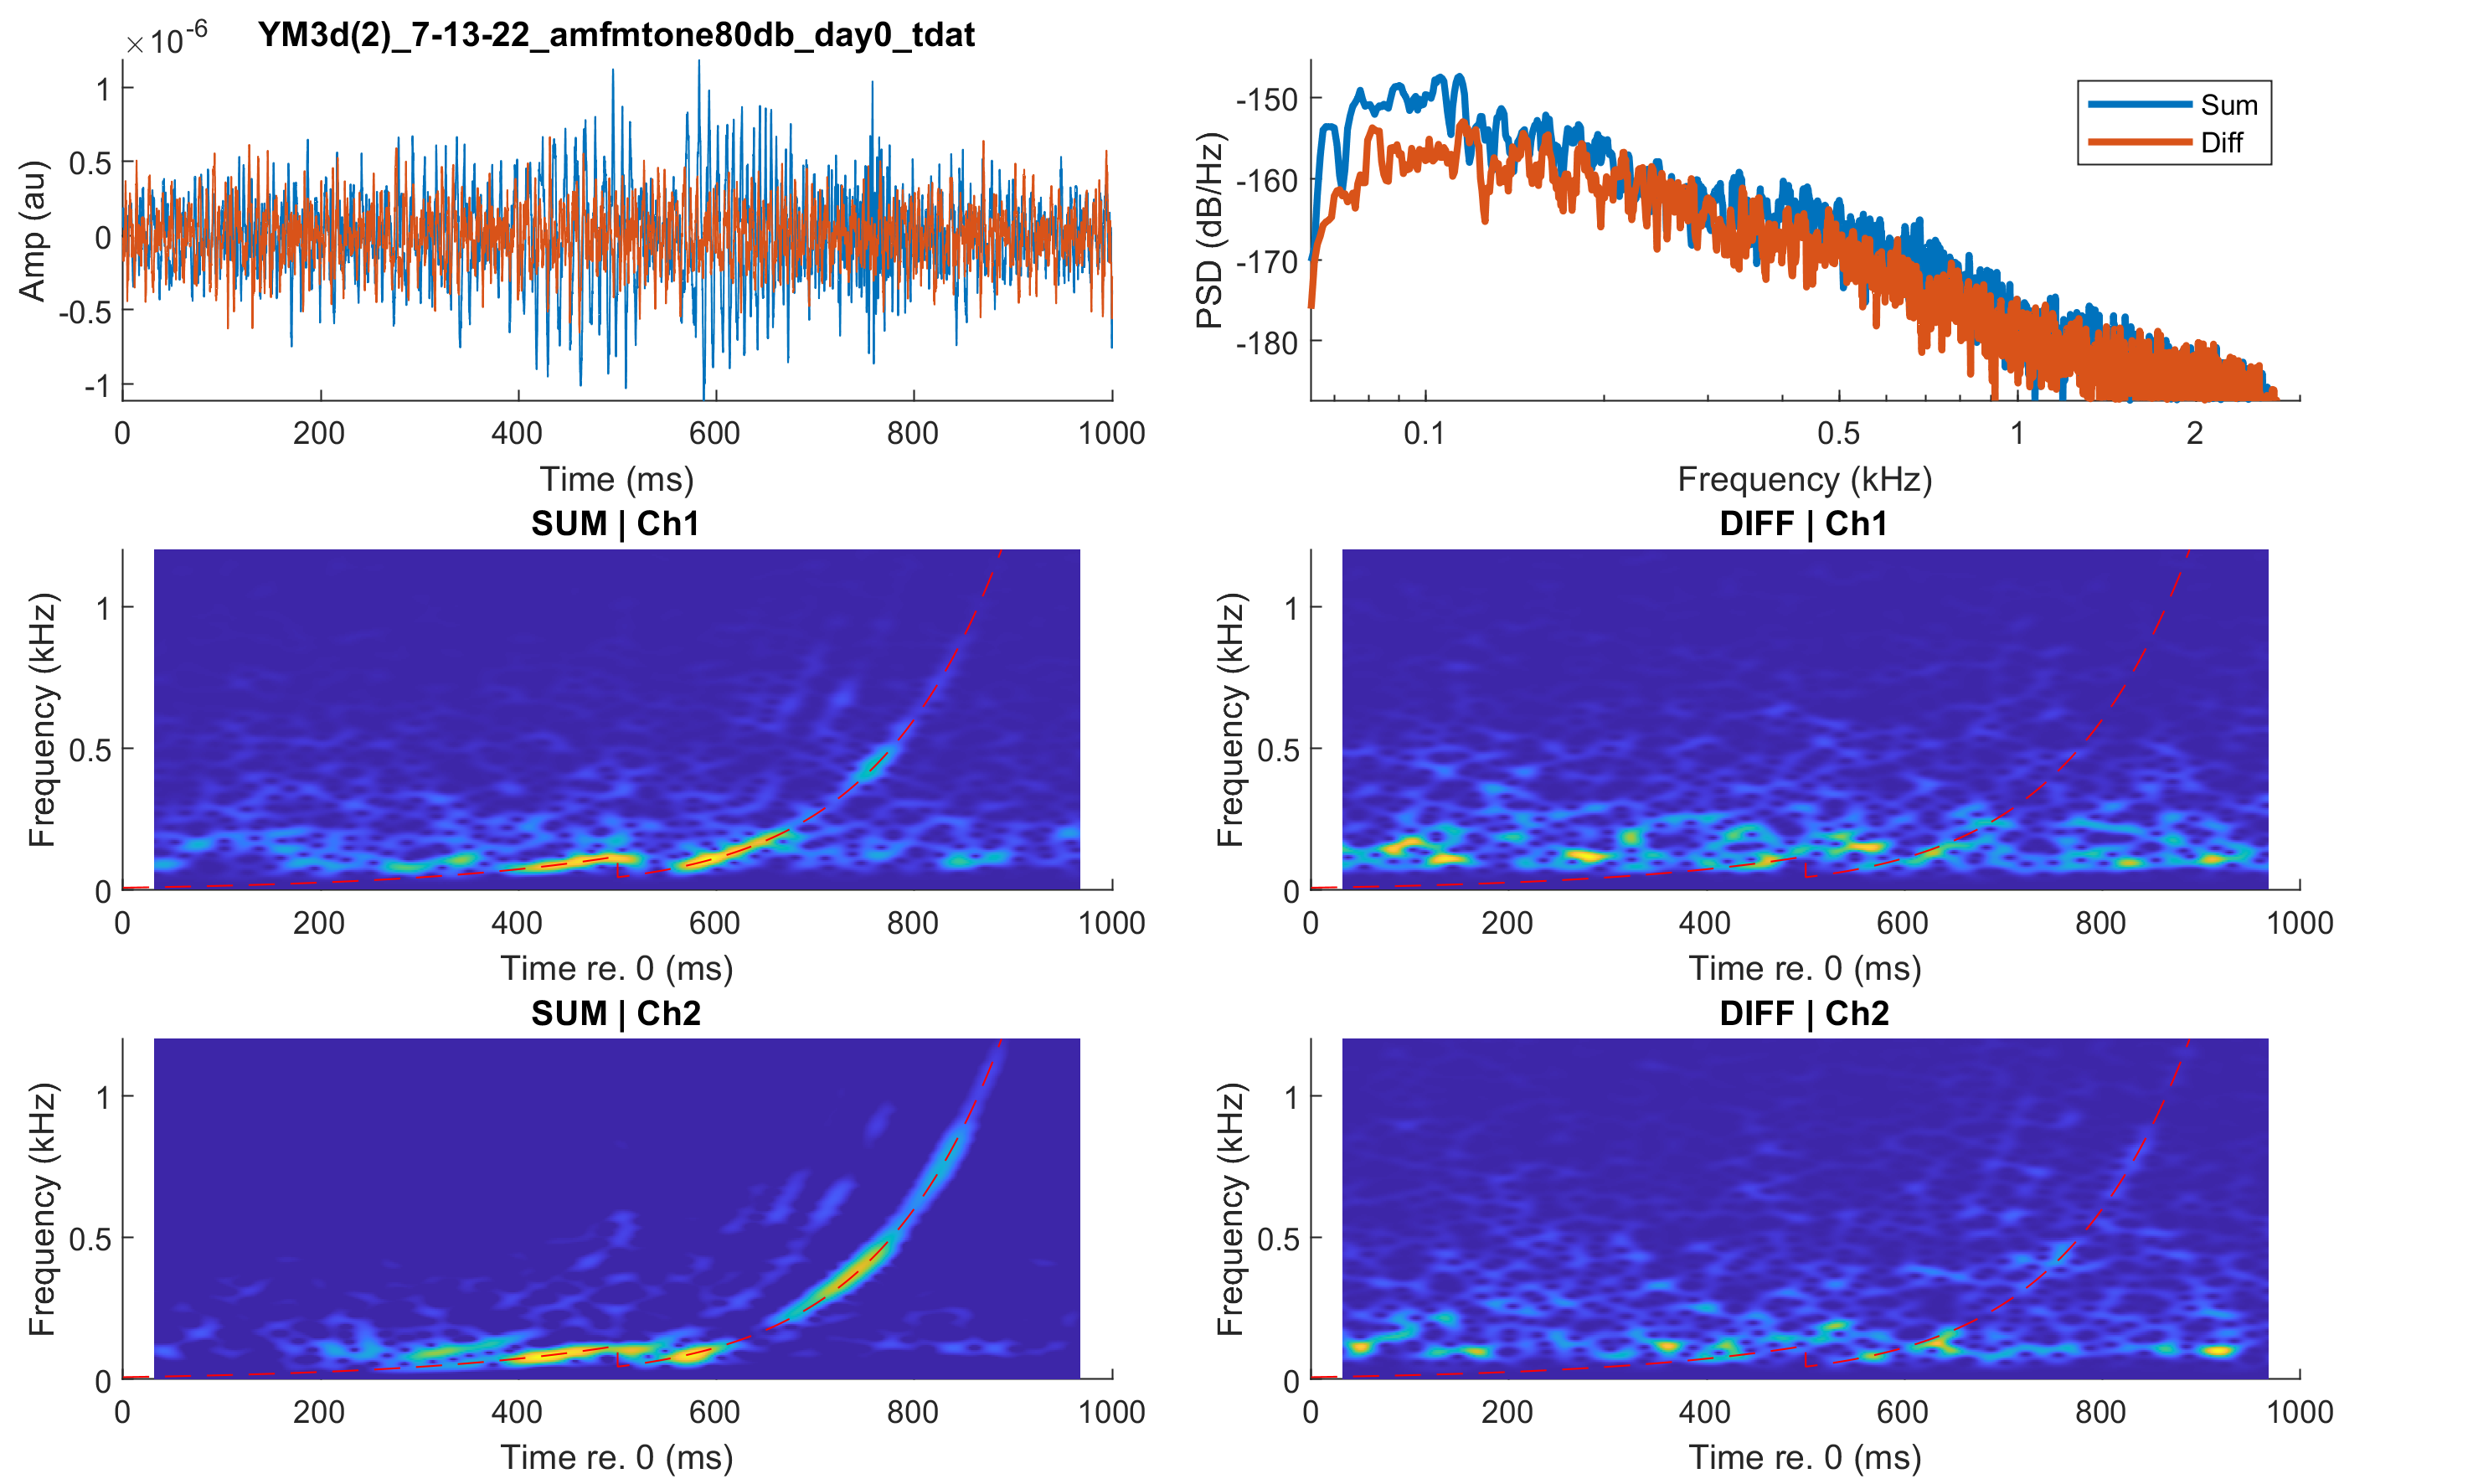 YM3d(2)_7-13-22_amfmtone80db_day0_tdat
×10-6
Amp (au)
1
0.5
0
-0.5
-1
0 200 400 600 800 1000
Time (ms)
PSD (dB/Hz)
-150
-160
-170
-180
Sum
Diff
0.1 0.5 1 2
Frequency (kHz)
SUM | Ch1
Frequency (kHz)
1
0.5
0
0 200 400 600 800 1000
Time re. 0 (ms)
DIFF | Ch1
Frequency (kHz)
1
0.5
0
0 200 400 600 800 1000
Time re. 0 (ms)
SUM | Ch2
Frequency (kHz)
1
0.5
0
0 200 400 600 800 1000
Time re. 0 (ms)
DIFF | Ch2
Frequency (kHz)
1
0.5
0
0 200 400 600 800 1000
Time re. 0 (ms)